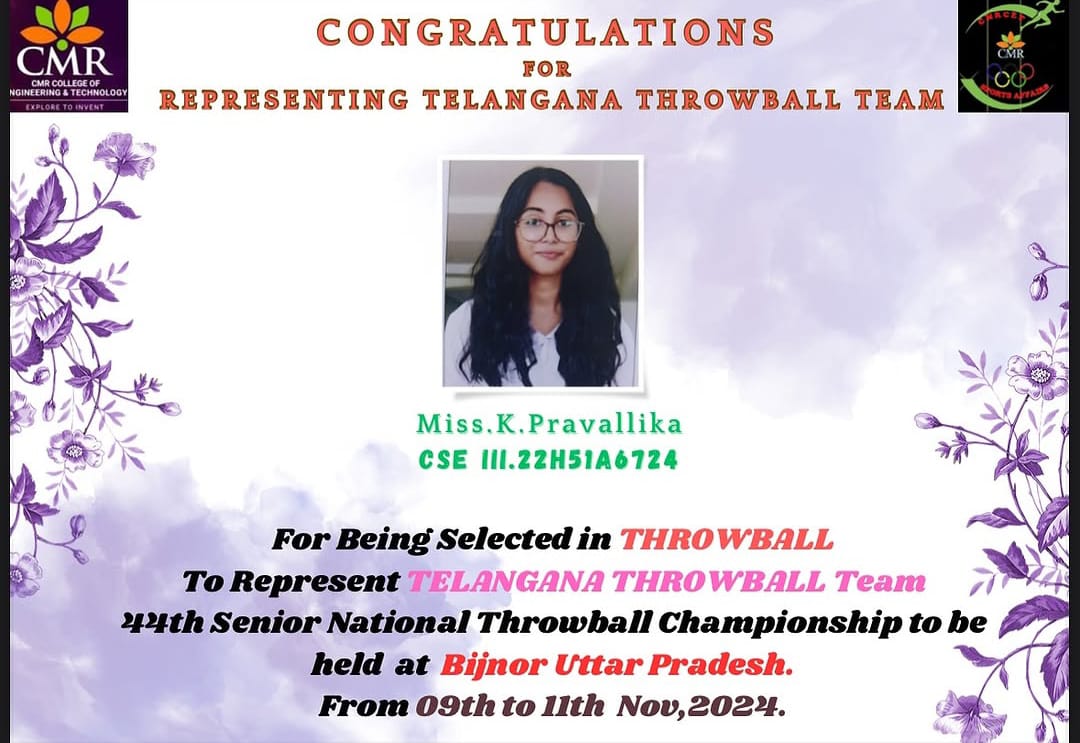 CMR
CMR COLLEGE OF
NGINEERING & TECHNOLOGY
EXPLORE TO INVENT
CONGRATULATIONS
FOR
REPRESENTING TELANGANA THROWBALL TEAM
CMRCET
CMR
SPORTS AFFAIRS
Miss.K.Pravallika
CSE III.22H51A6724
For Being Selected in THROWBALL
To Represent TELANGANA THROWBALL Team
44th Senior National Throwball Championship to be
held at Bijnor Uttar Pradesh.
From 09th to 11th Nov,2024.